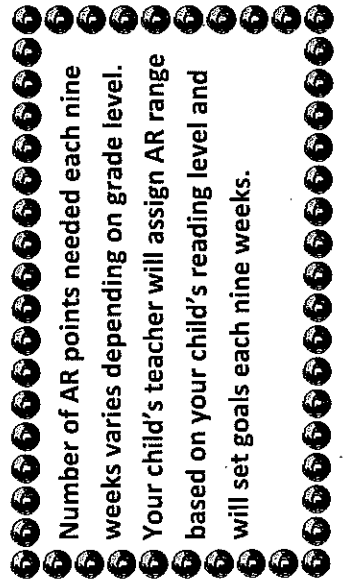 Number of AR points needed each nine
weeks varies depending on grade level.
Your child's teacher will assign AR range
based on your child's reading level and
will set goals each nine weeks.